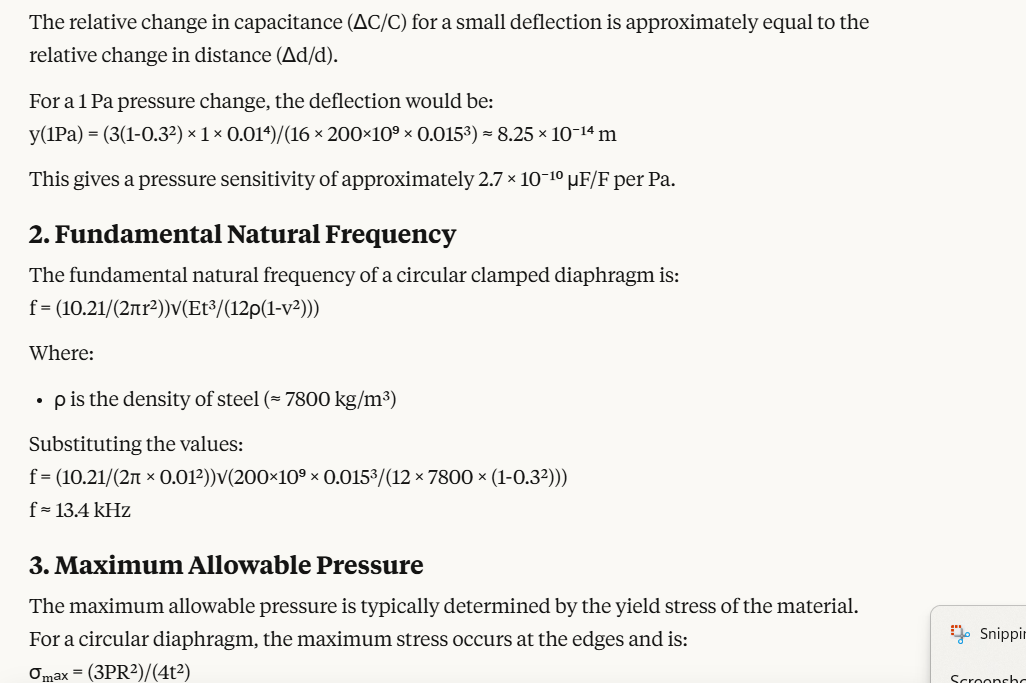 The relative change in capacitance (ΔC/C) for a small deflection is approximately equal to the
relative change in distance (Δd/d).
For a 1 Pa pressure change, the deflection would be:
y(1Pa) = (3(1-0.3²) × 1 × 0.01⁴)/(16 × 200×10⁹ × 0.015³) ≈ 8.25 × 10⁻¹⁴ m
This gives a pressure sensitivity of approximately 2.7 × 10⁻¹⁰ μF/F per Pa.
2. Fundamental Natural Frequency
The fundamental natural frequency of a circular clamped diaphragm is:
f = (10.21/(2πr²))√(Et³/(12ρ(1-v²)))
Where:
• ρ is the density of steel (≈ 7800 kg/m³)
Substituting the values:
f = (10.21/(2π × 0.01²))√(200×10⁹ × 0.015³/(12 × 7800 × (1-0.3²)))
f ≈ 13.4 kHz
3. Maximum Allowable Pressure
The maximum allowable pressure is typically determined by the yield stress of the material.
For a circular diaphragm, the maximum stress occurs at the edges and is:
σₘₐₓ = (3PR²)/(4t²)